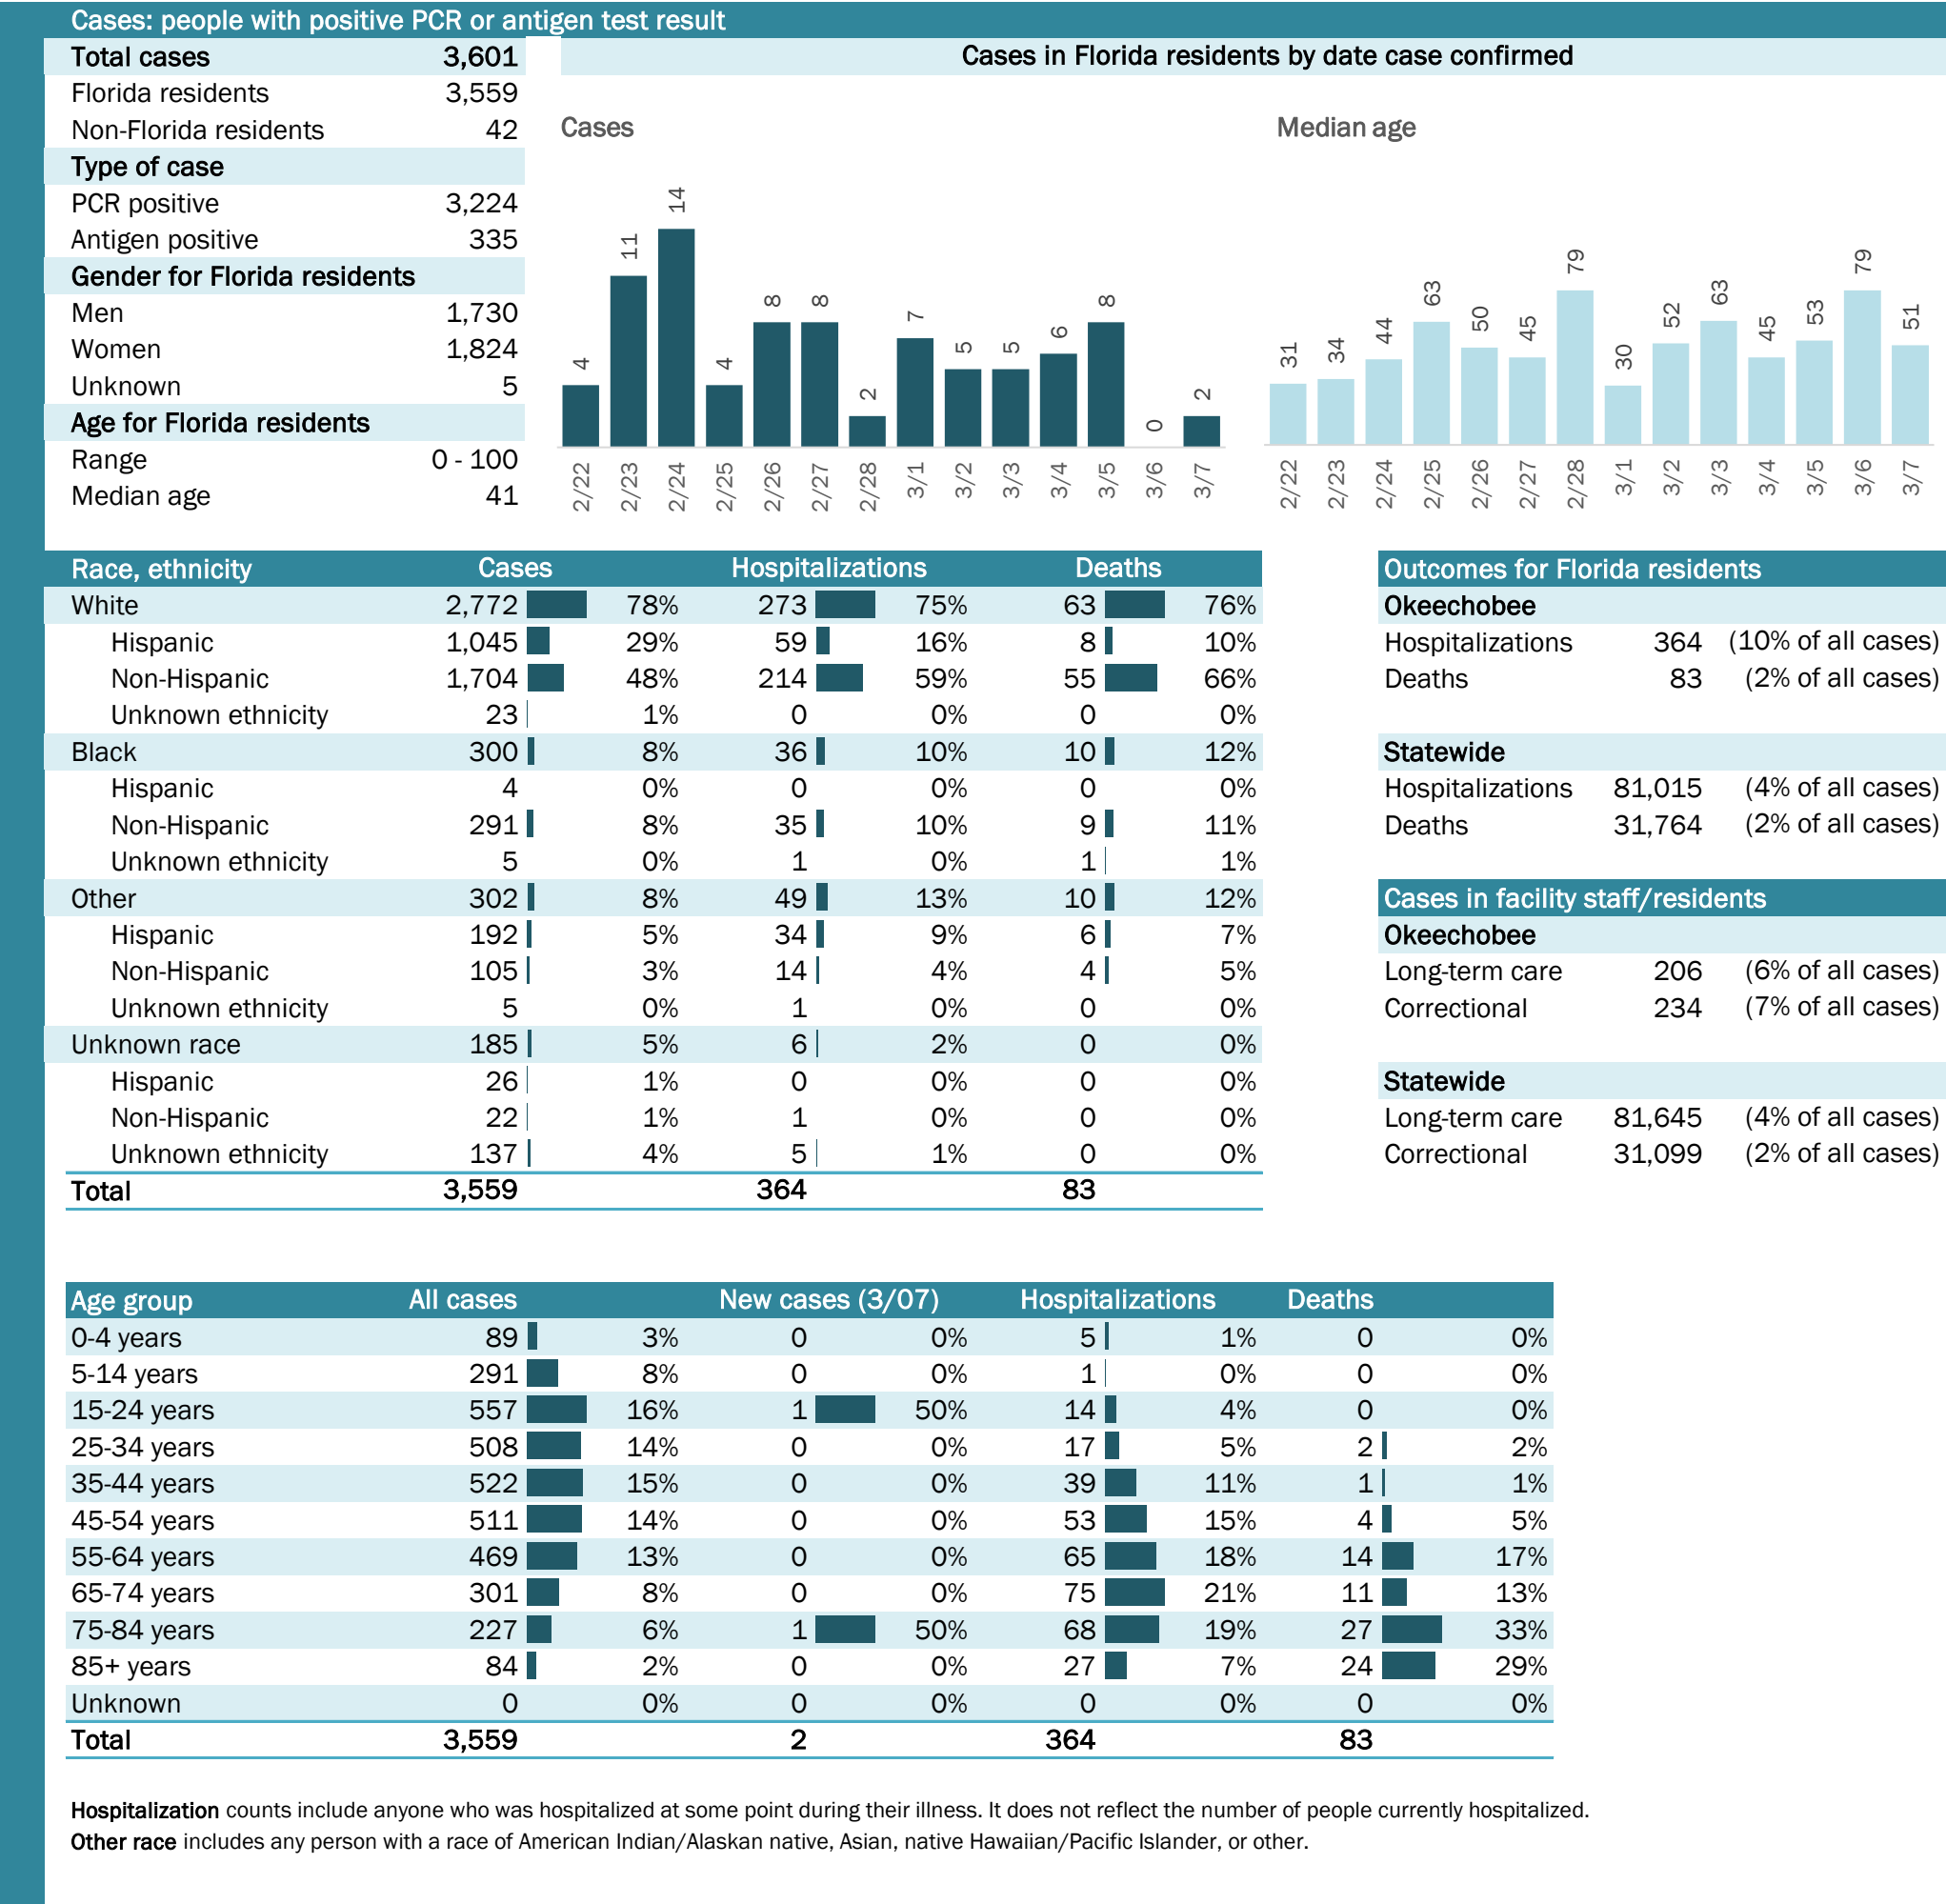 Cases: people with positive PCR or antigen test result
Total cases 3,601
Florida residents 3,559
Non-Florida residents 42
Type of case
PCR positive 3,224
Antigen positive 335
Gender for Florida residents
Men 1,730
Women 1,824
Unknown 5
Age for Florida residents
Range 0 - 100
Median age 41
Cases in Florida residents by date case confirmed
Cases
4 11 14 4 8 8 2 7 5 5 6 8 0 2
2/22 2/23 2/24 2/25 2/26 2/27 2/28 3/1 3/2 3/3 3/4 3/5 3/6 3/7
Median age
31 34 44 63 50 45 79 30 52 63 45 53 79 51
2/22 2/23 2/24 2/25 2/26 2/27 2/28 3/1 3/2 3/3 3/4 3/5 3/6 3/7
Race, ethnicity Cases Hospitalizations Deaths
White 2,772 78% 273 75% 63 76%
Hispanic 1,045 29% 59 16% 8 10%
Non-Hispanic 1,704 48% 214 59% 55 66%
Unknown ethnicity 23 1% 0 0% 0 0%
Black 300 8% 36 10% 10 12%
Hispanic 4 0% 0 0% 0 0%
Non-Hispanic 291 8% 35 10% 9 11%
Unknown ethnicity 5 0% 1 0% 1 1%
Other 302 8% 49 13% 10 12%
Hispanic 192 5% 34 9% 6 7%
Non-Hispanic 105 3% 14 4% 4 5%
Unknown ethnicity 5 0% 1 0% 0 0%
Unknown race 185 5% 6 2% 0 0%
Hispanic 26 1% 0 0% 0 0%
Non-Hispanic 22 1% 1 0% 0 0%
Unknown ethnicity 137 4% 5 1% 0 0%
Total 3,559 364 83
Outcomes for Florida residents
Okeechobee
Hospitalizations 364 (10% of all cases)
Deaths 83 (2% of all cases)
Statewide
Hospitalizations 81,015 (4% of all cases)
Deaths 31,764 (2% of all cases)
Cases in facility staff/residents
Okeechobee
Long-term care 206 (6% of all cases)
Correctional 234 (7% of all cases)
Statewide
Long-term care 81,645 (4% of all cases)
Correctional 31,099 (2% of all cases)
Age group All cases New cases (3/07) Hospitalizations Deaths
0-4 years 89 3% 0 0% 5 1% 0 0%
5-14 years 291 8% 0 0% 1 0% 0 0%
15-24 years 557 16% 1 50% 14 4% 0 0%
25-34 years 508 14% 0 0% 17 5% 2 2%
35-44 years 522 15% 0 0% 39 11% 1 1%
45-54 years 511 14% 0 0% 53 15% 4 5%
55-64 years 469 13% 0 0% 65 18% 14 17%
65-74 years 301 8% 0 0% 75 21% 11 13%
75-84 years 227 6% 1 50% 68 19% 27 33%
85+ years 84 2% 0 0% 27 7% 24 29%
Unknown 0 0% 0 0% 0 0% 0 0%
Total 3,559 2 364 83
Hospitalization counts include anyone who was hospitalized at some point during their illness. It does not reflect the number of people currently hospitalized.
Other race includes any person with a race of American Indian/Alaskan native, Asian, native Hawaiian/Pacific Islander, or other.